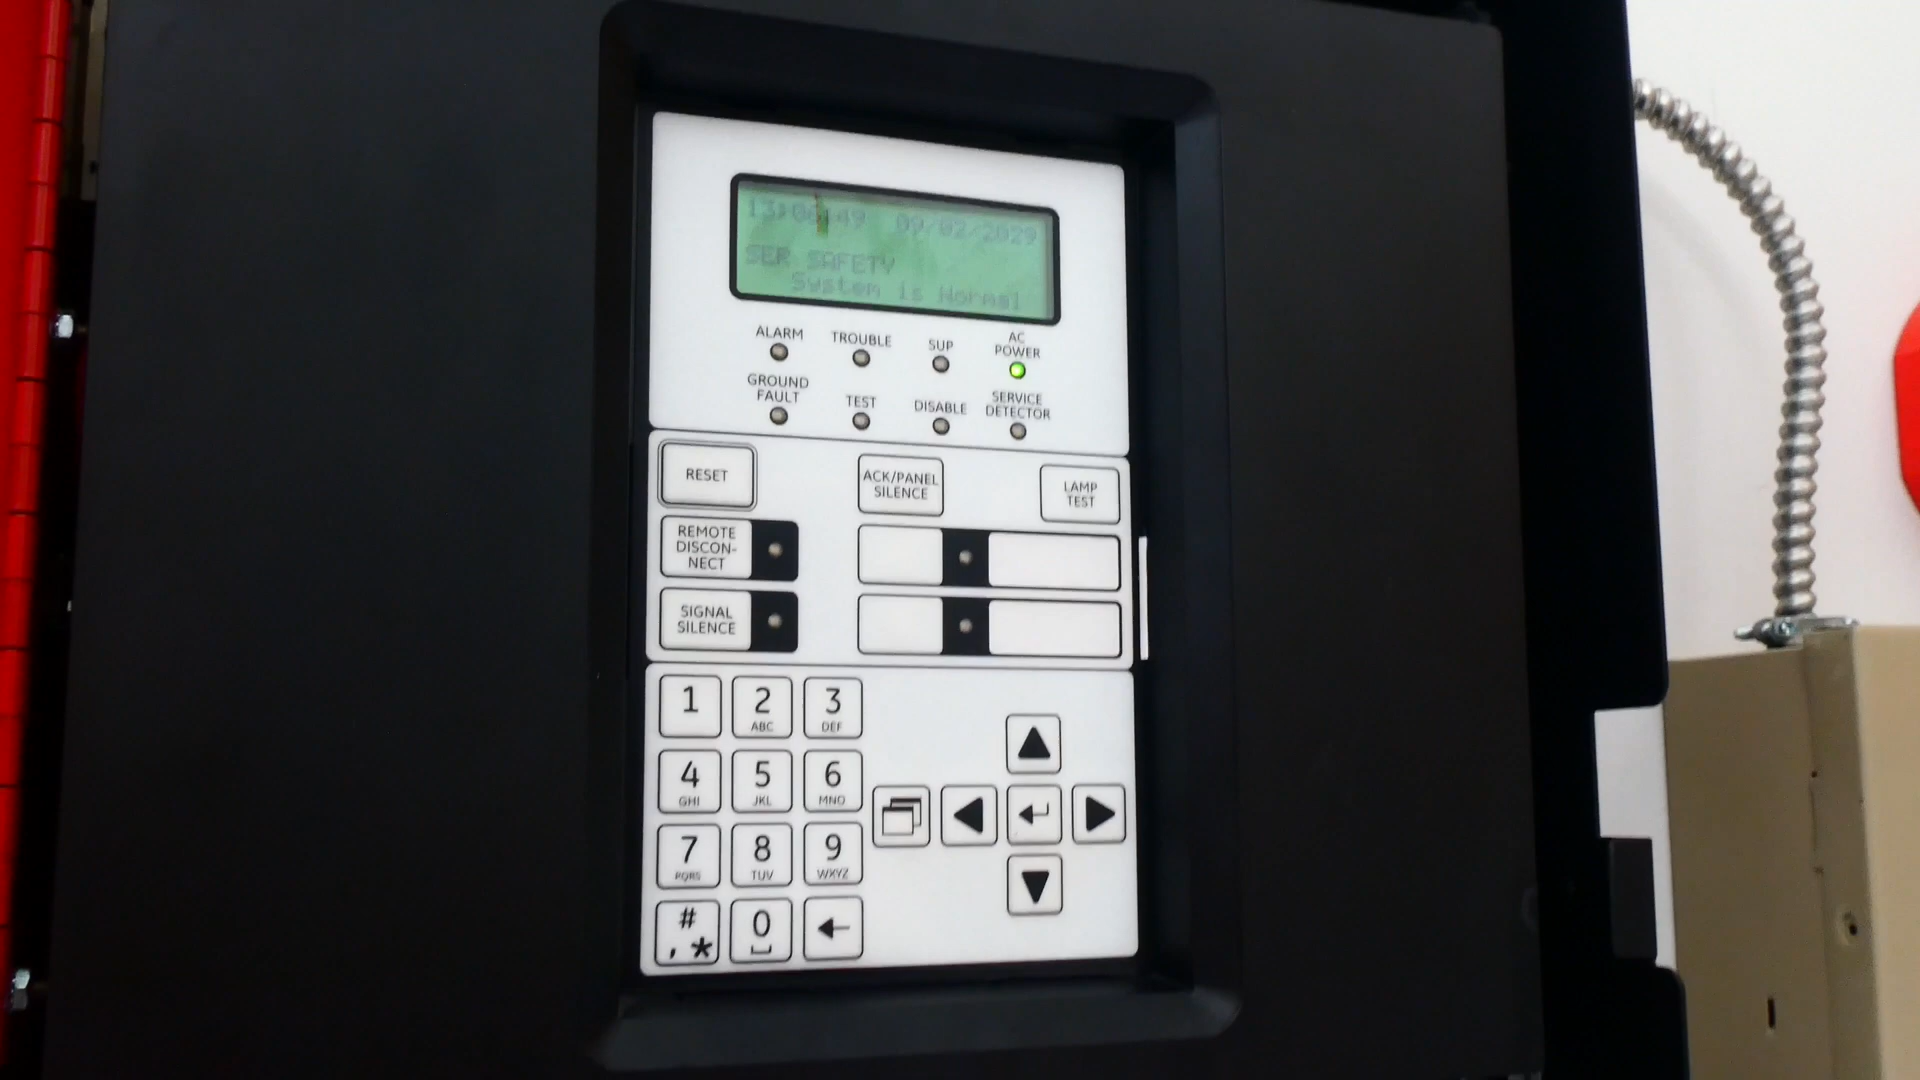 13:06:49 09/02/2029
SER SAFETY
System is Normal
ALARM TROUBLE SUP AC POWER
GROUND FAULT TEST DISABLE SERVICE DETECTOR
RESET
ACK/PANEL
SILENCE
LAMP
TEST
REMOTE
DISCON-
NECT
SIGNAL
SILENCE
1 2 3
ABC DEF
4 5 6
GHI JKL MNO
7 8 9
PQRS TUV WXYZ
# 0
, *